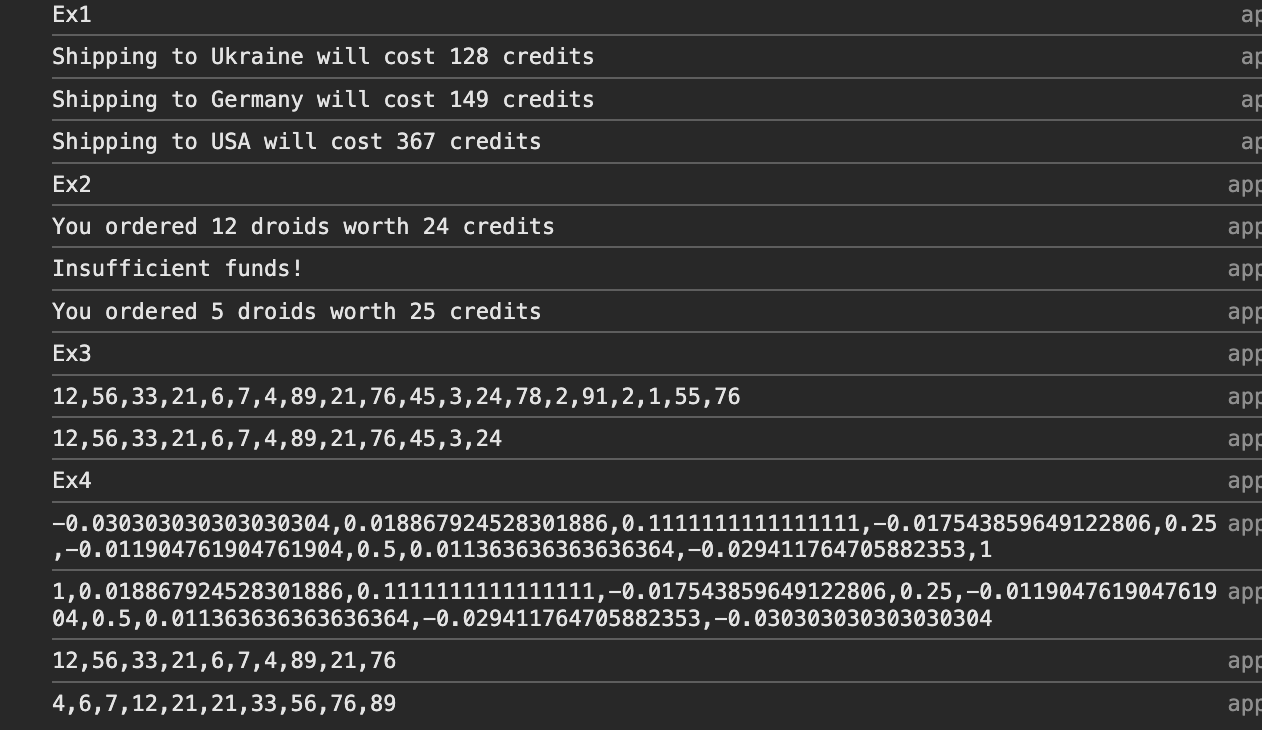 Ex1 ap
Shipping to Ukraine will cost 128 credits ap
Shipping to Germany will cost 149 credits ap
Shipping to USA will cost 367 credits ap
Ex2 app
You ordered 12 droids worth 24 credits app
Insufficient funds! app
You ordered 5 droids worth 25 credits app
Ex3 app
12,56,33,21,6,7,4,89,21,76,45,3,24,78,2,91,2,1,55,76 app
12,56,33,21,6,7,4,89,21,76,45,3,24 app
Ex4 app
-0.030303030303030304,0.018867924528301886,0.1111111111111111,-0.017543859649122806,0.25 app
,-0.011904761904761904,0.5,0.011363636363636364,-0.029411764705882353,1
1,0.018867924528301886,0.1111111111111111,-0.017543859649122806,0.25,-0.0119047619047619 app
04,0.5,0.011363636363636364,-0.029411764705882353,-0.030303030303030304
12,56,33,21,6,7,4,89,21,76 app
4,6,7,12,21,21,33,56,76,89 app